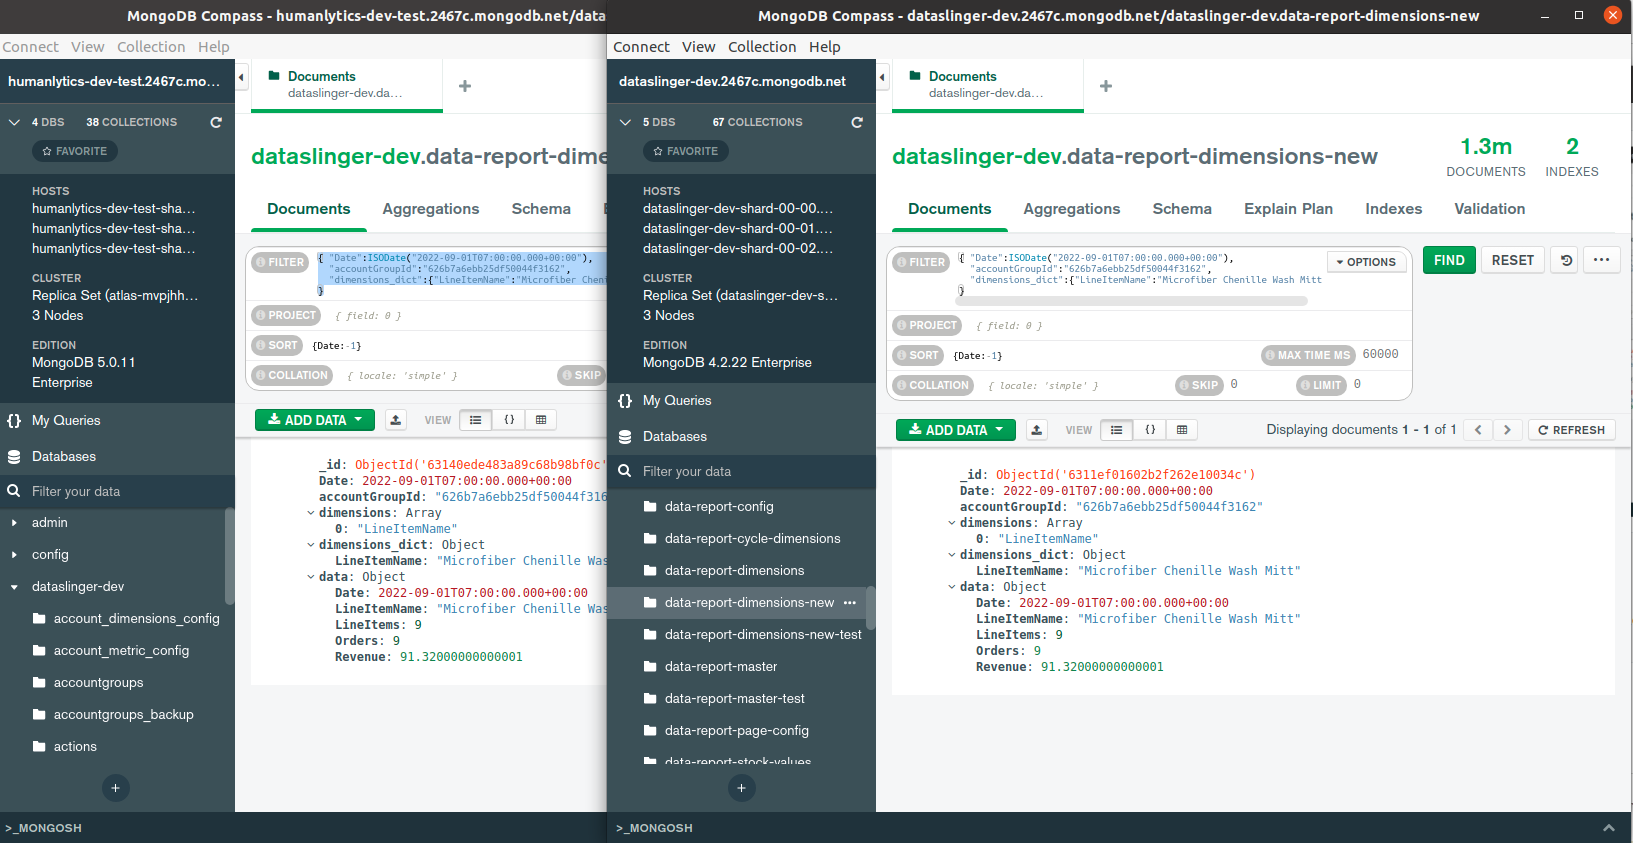 MongoDB Compass - humanlytics-dev-test.2467c.mongodb.net/data
Connect View Collection Help
humanlytics-dev-test.2467c.mo...
4 DBS 38 COLLECTIONS
FAVORITE
HOSTS
humanlytics-dev-test-sha...
humanlytics-dev-test-sha...
humanlytics-dev-test-sha...
CLUSTER
Replica Set (atlas-mvpjhh...
3 Nodes
EDITION
MongoDB 5.0.11
Enterprise
{} My Queries
Databases
Filter your data
admin
config
dataslinger-dev
account_dimensions_config
account_metric_config
accountgroups
accountgroups_backup
actions
+
>_MONGOSH
Documents
dataslinger-dev.da...
+
dataslinger-dev.data-report-dime
Documents Aggregations Schema
FILTER { "Date":ISODate("2022-09-01T07:00:00.000+00:00"),
"accountGroupId":"626b7a6ebb25df50044f3162",
"dimensions_dict":{"LineItemName":"Microfiber Chenil
}
PROJECT { field: 0 }
SORT {Date:-1}
COLLATION { locale: 'simple' } SKIP
ADD DATA VIEW {}
_id: ObjectId('63140ede483a89c68b98bf0c'
Date: 2022-09-01T07:00:00.000+00:00
accountGroupId: "626b7a6ebb25df50044f316
dimensions: Array
0: "LineItemName"
dimensions_dict: Object
LineItemName: "Microfiber Chenille Was
data: Object
Date: 2022-09-01T07:00:00.000+00:00
LineItemName: "Microfiber Chenille Was
LineItems: 9
Orders: 9
Revenue: 91.32000000000001
MongoDB Compass - dataslinger-dev.2467c.mongodb.net/dataslinger-dev.data-report-dimensions-new
Connect View Collection Help
dataslinger-dev.2467c.mongodb.net
5 DBS 67 COLLECTIONS
FAVORITE
HOSTS
dataslinger-dev-shard-00-00....
dataslinger-dev-shard-00-01....
dataslinger-dev-shard-00-02....
CLUSTER
Replica Set (dataslinger-dev-s...
3 Nodes
EDITION
MongoDB 4.2.22 Enterprise
{} My Queries
Databases
Filter your data
data-report-config
data-report-cycle-dimensions
data-report-dimensions
data-report-dimensions-new ...
data-report-dimensions-new-test
data-report-master
data-report-master-test
data-report-page-config
data-report-stock-values
+
>_MONGOSH
Documents
dataslinger-dev.da...
+
dataslinger-dev.data-report-dimensions-new
1.3m DOCUMENTS
2 INDEXES
Documents Aggregations Schema Explain Plan Indexes Validation
FILTER { "Date":ISODate("2022-09-01T07:00:00.000+00:00"),
"accountGroupId":"626b7a6ebb25df50044f3162",
"dimensions_dict":{"LineItemName":"Microfiber Chenille Wash Mitt
}
OPTIONS FIND RESET ...
PROJECT { field: 0 }
SORT {Date:-1} MAX TIME MS 60000
COLLATION { locale: 'simple' } SKIP 0 LIMIT 0
ADD DATA VIEW {} Displaying documents 1 - 1 of 1 < > REFRESH
_id: ObjectId('6311ef01602b2f262e10034c')
Date: 2022-09-01T07:00:00.000+00:00
accountGroupId: "626b7a6ebb25df50044f3162"
dimensions: Array
0: "LineItemName"
dimensions_dict: Object
LineItemName: "Microfiber Chenille Wash Mitt"
data: Object
Date: 2022-09-01T07:00:00.000+00:00
LineItemName: "Microfiber Chenille Wash Mitt"
LineItems: 9
Orders: 9
Revenue: 91.32000000000001